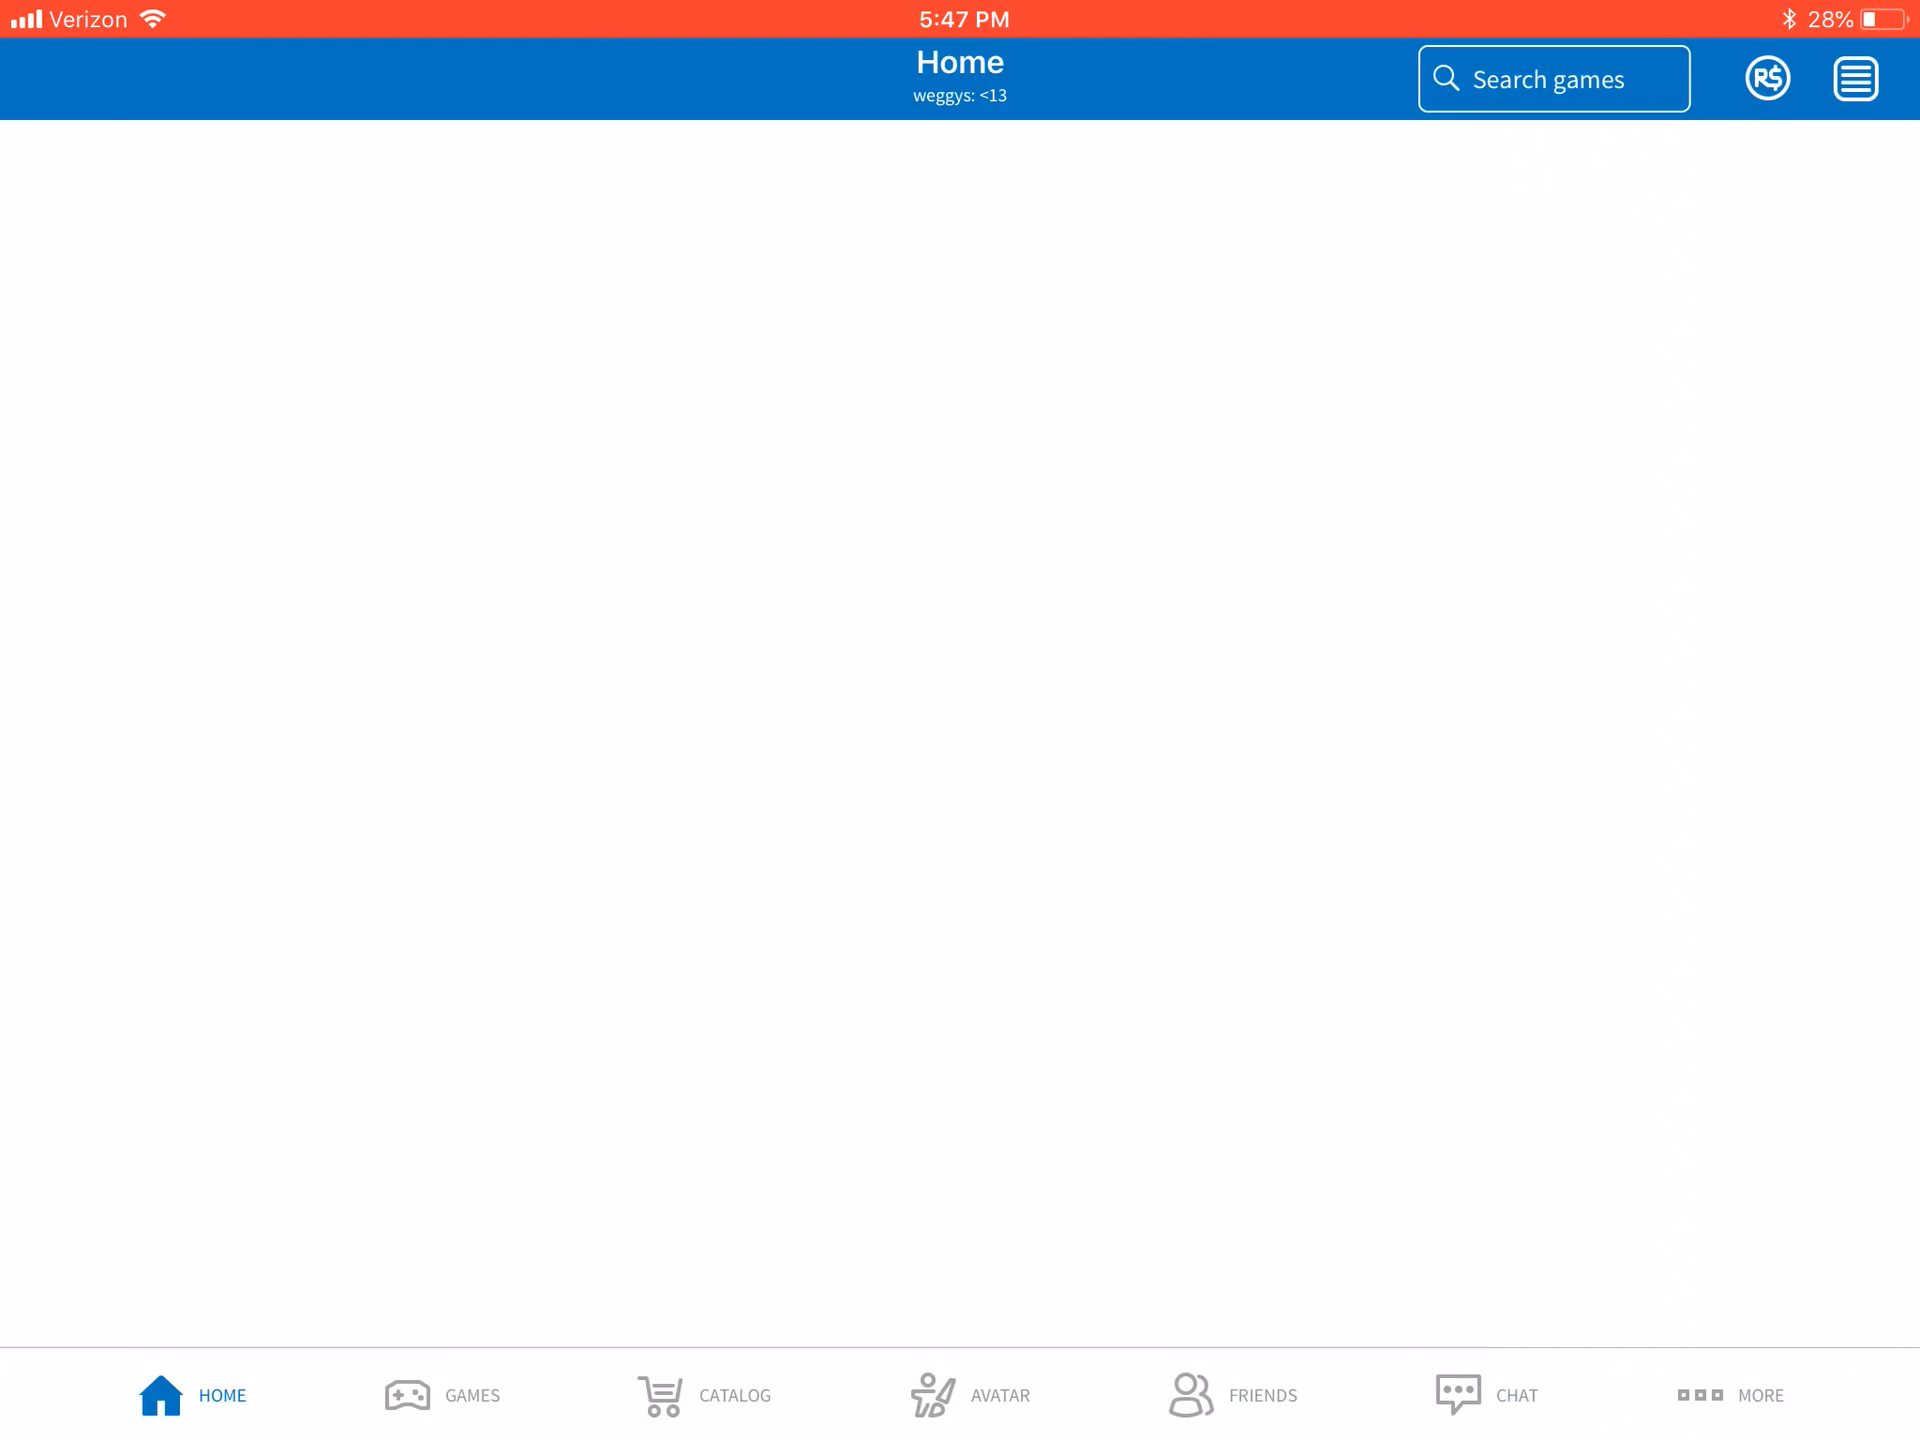 Verizon
5:47 PM
28%
Home
weggys: <13
Search games
R$
HOME
GAMES
CATALOG
AVATAR
FRIENDS
CHAT
MORE